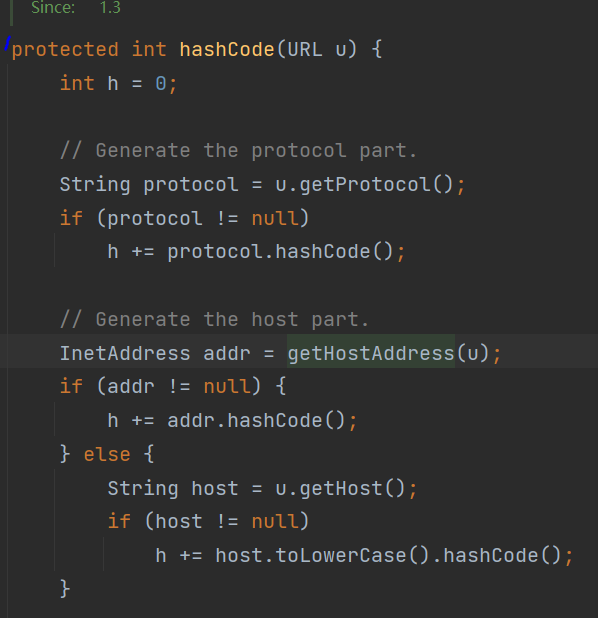 Since: 1.3
protected int hashCode(URL u) {
    int h = 0;

    // Generate the protocol part.
    String protocol = u.getProtocol();
    if (protocol != null)
        h += protocol.hashCode();

    // Generate the host part.
    InetAddress addr = getHostAddress(u);
    if (addr != null) {
        h += addr.hashCode();
    } else {
        String host = u.getHost();
        if (host != null)
            h += host.toLowerCase().hashCode();
    }